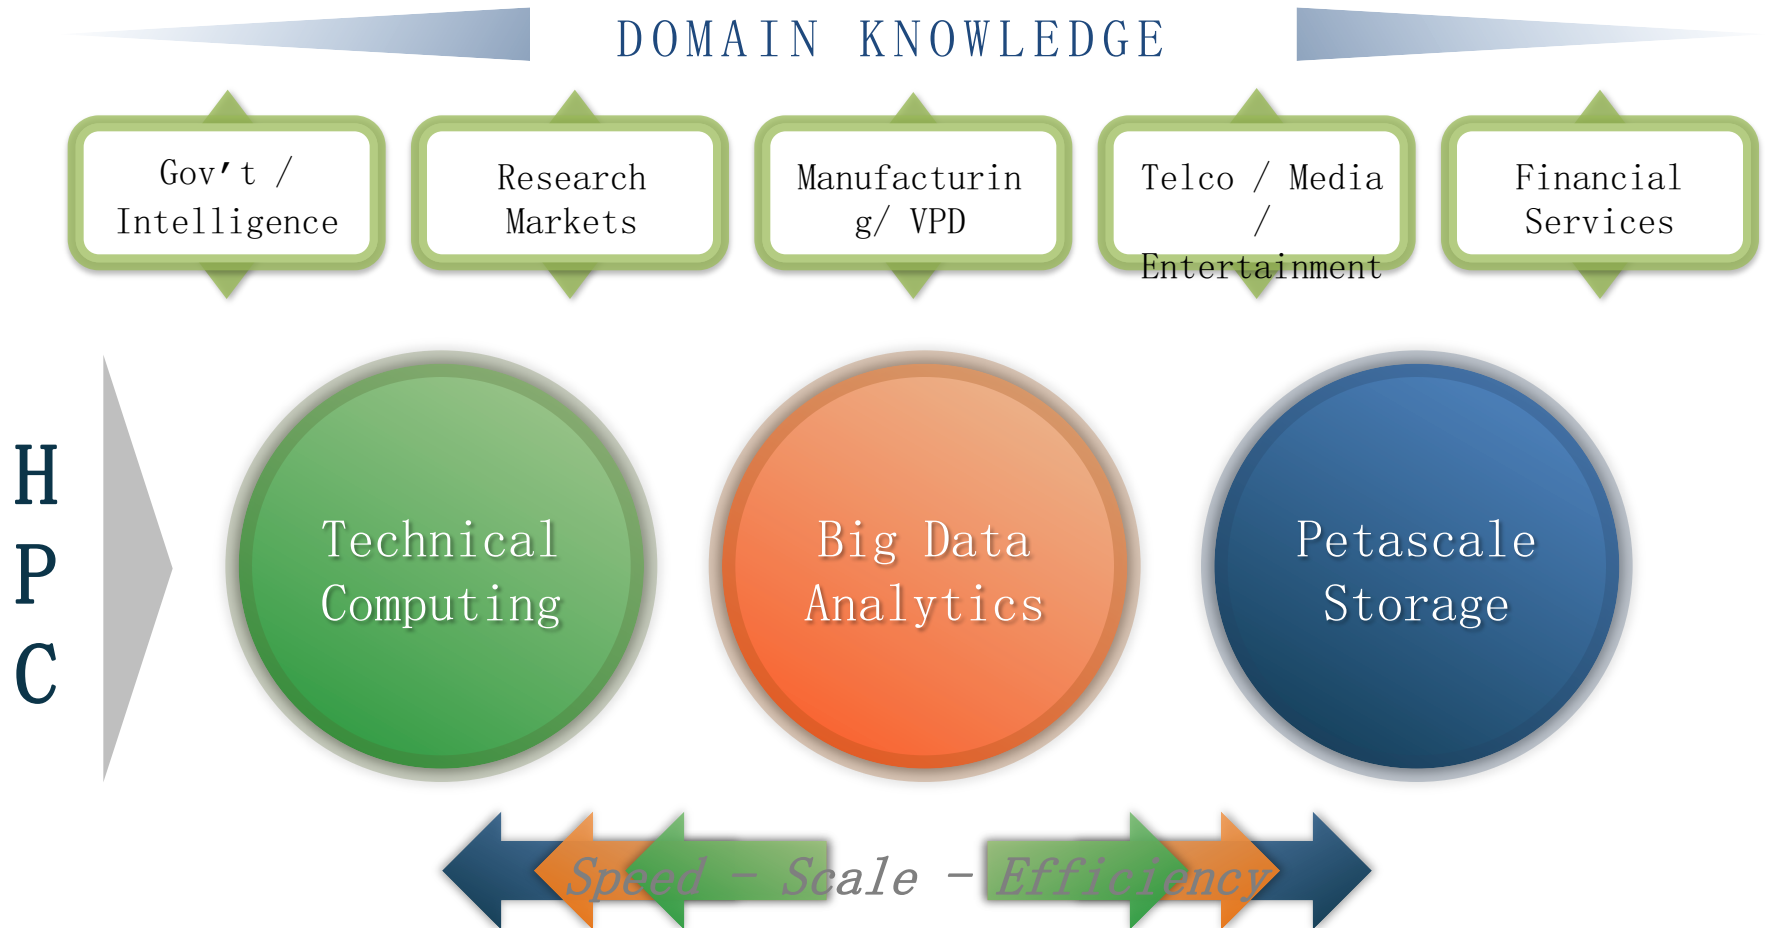 DOMAIN KNOWLEDGE
Gov't /
Intelligence
Research
Markets
Manufacturin
g/ VPD
Telco / Media
/
Entertainment
Financial
Services
H
P
C
Technical
Computing
Big Data
Analytics
Petascale
Storage
Speed - Scale - Efficiency